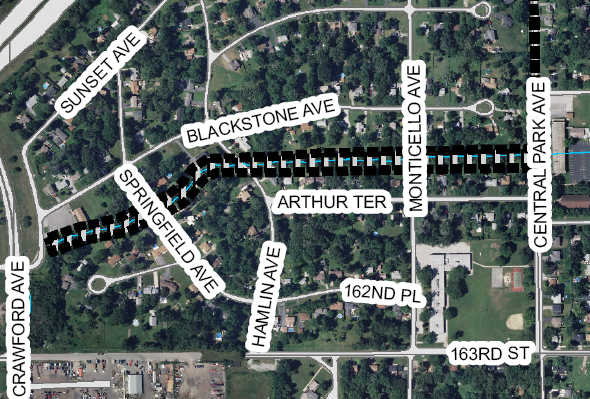 SUNSET AVE
BLACKSTONE AVE
MONTICELLO AVE
CENTRAL PARK AVE
SPRINGFIELD AVE
ARTHUR TER
HAMLIN AVE
162ND PL
CRAWFORD AVE
163RD ST